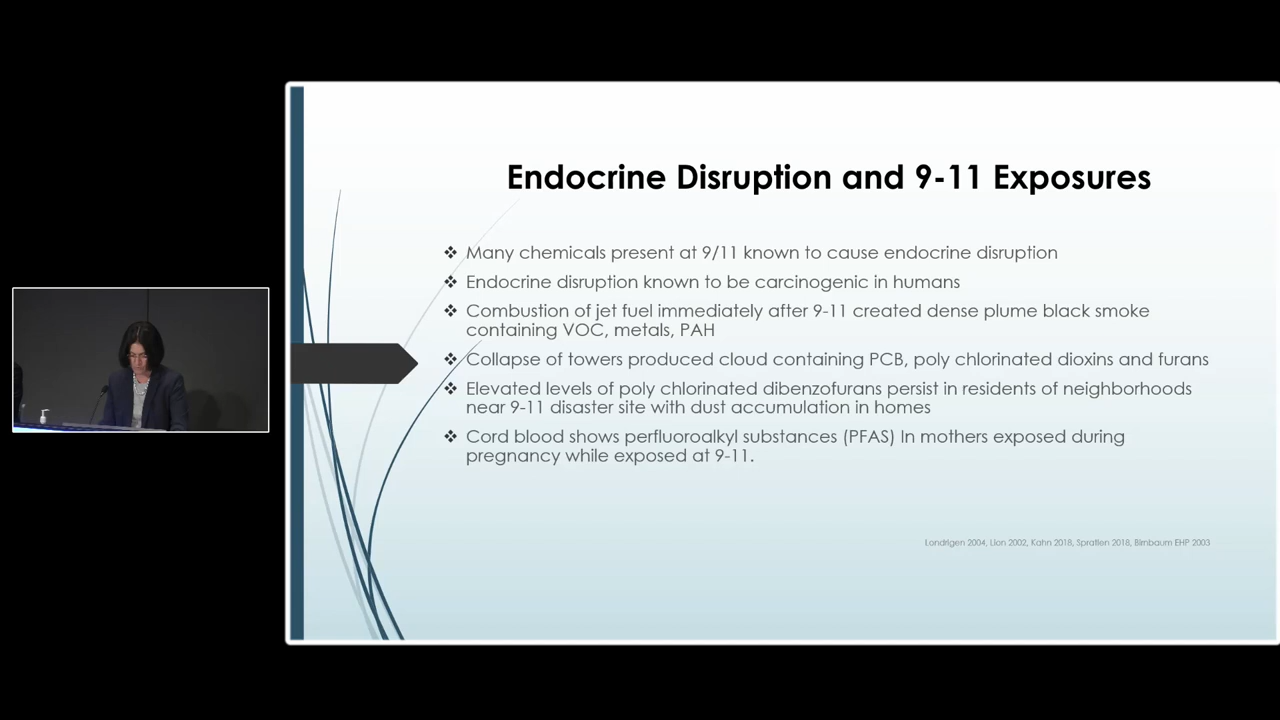 Endocrine Disruption and 9-11 Exposures
❖ Many chemicals present at 9/11 known to cause endocrine disruption
❖ Endocrine disruption known to be carcinogenic in humans
❖ Combustion of jet fuel immediately after 9-11 created dense plume black smoke
containing VOC, metals, PAH
❖ Collapse of towers produced cloud containing PCB, poly chlorinated dioxins and furans
❖ Elevated levels of poly chlorinated dibenzofurans persist in residents of neighborhoods
near 9-11 disaster site with dust accumulation in homes
❖ Cord blood shows perfluoroalkyl substances (PFAS) In mothers exposed during
pregnancy while exposed at 9-11.
Londrigen 2004, Lion 2002, Kahn 2018, Spratlen 2018, Birnbaum EHP 2003